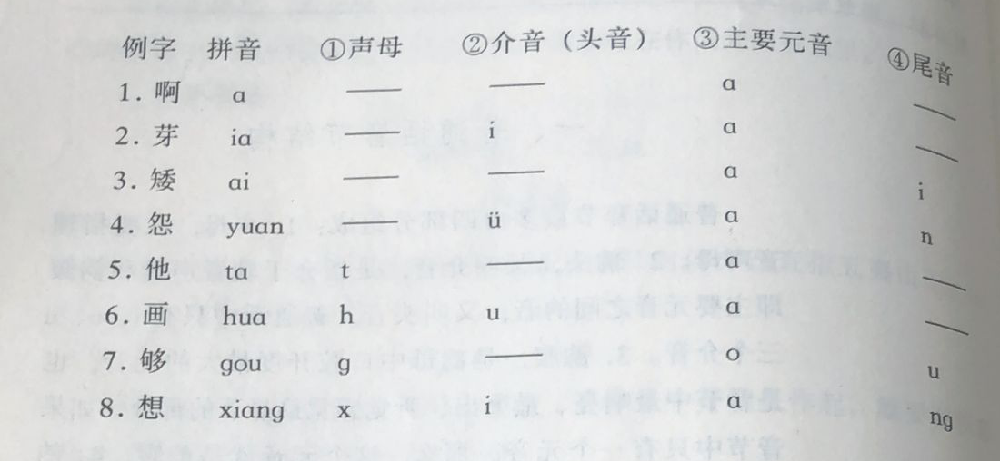 例字 拼音 ①声母 ②介音（头音） ③主要元音 ④尾音
1. 啊 ɑ —— —— ɑ ——
2. 芽 iɑ —— i ɑ ——
3. 矮 ɑi —— —— ɑ i
4. 怨 yuɑn —— ü ɑ n
5. 他 tɑ t —— ɑ ——
6. 画 huɑ h u ɑ ——
7. 够 gou g —— o u
8. 想 xiɑng x i ɑ ng